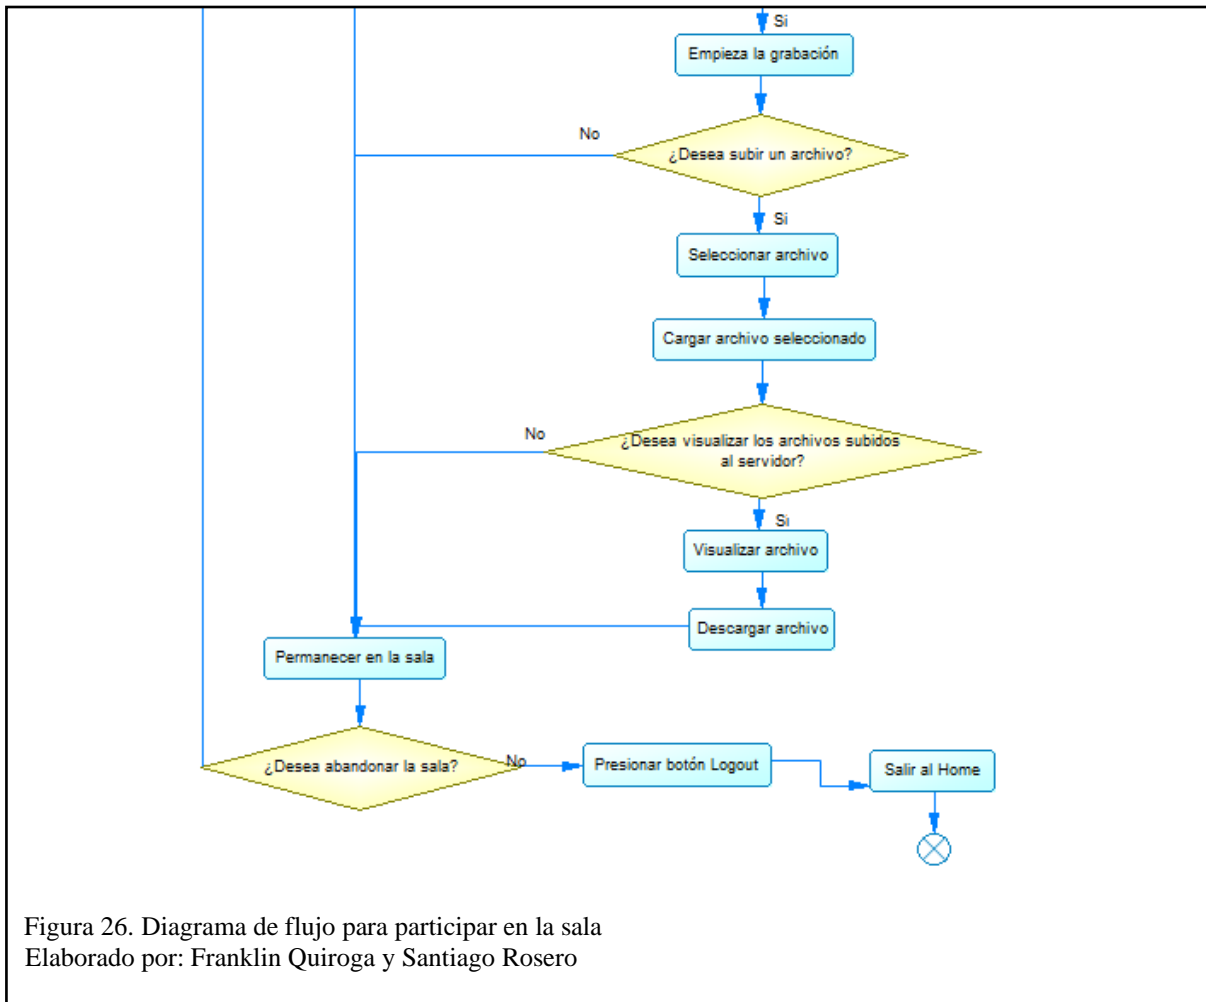 Si
Empieza la grabación
No
¿Desea subir un archivo?
Si
Seleccionar archivo
Cargar archivo seleccionado
No
¿Desea visualizar los archivos subidos
al servidor?
Si
Visualizar archivo
Descargar archivo
Permanecer en la sala
¿Desea abandonar la sala?
No
Presionar botón Logout
Salir al Home
Figura 26. Diagrama de flujo para participar en la sala
Elaborado por: Franklin Quiroga y Santiago Rosero